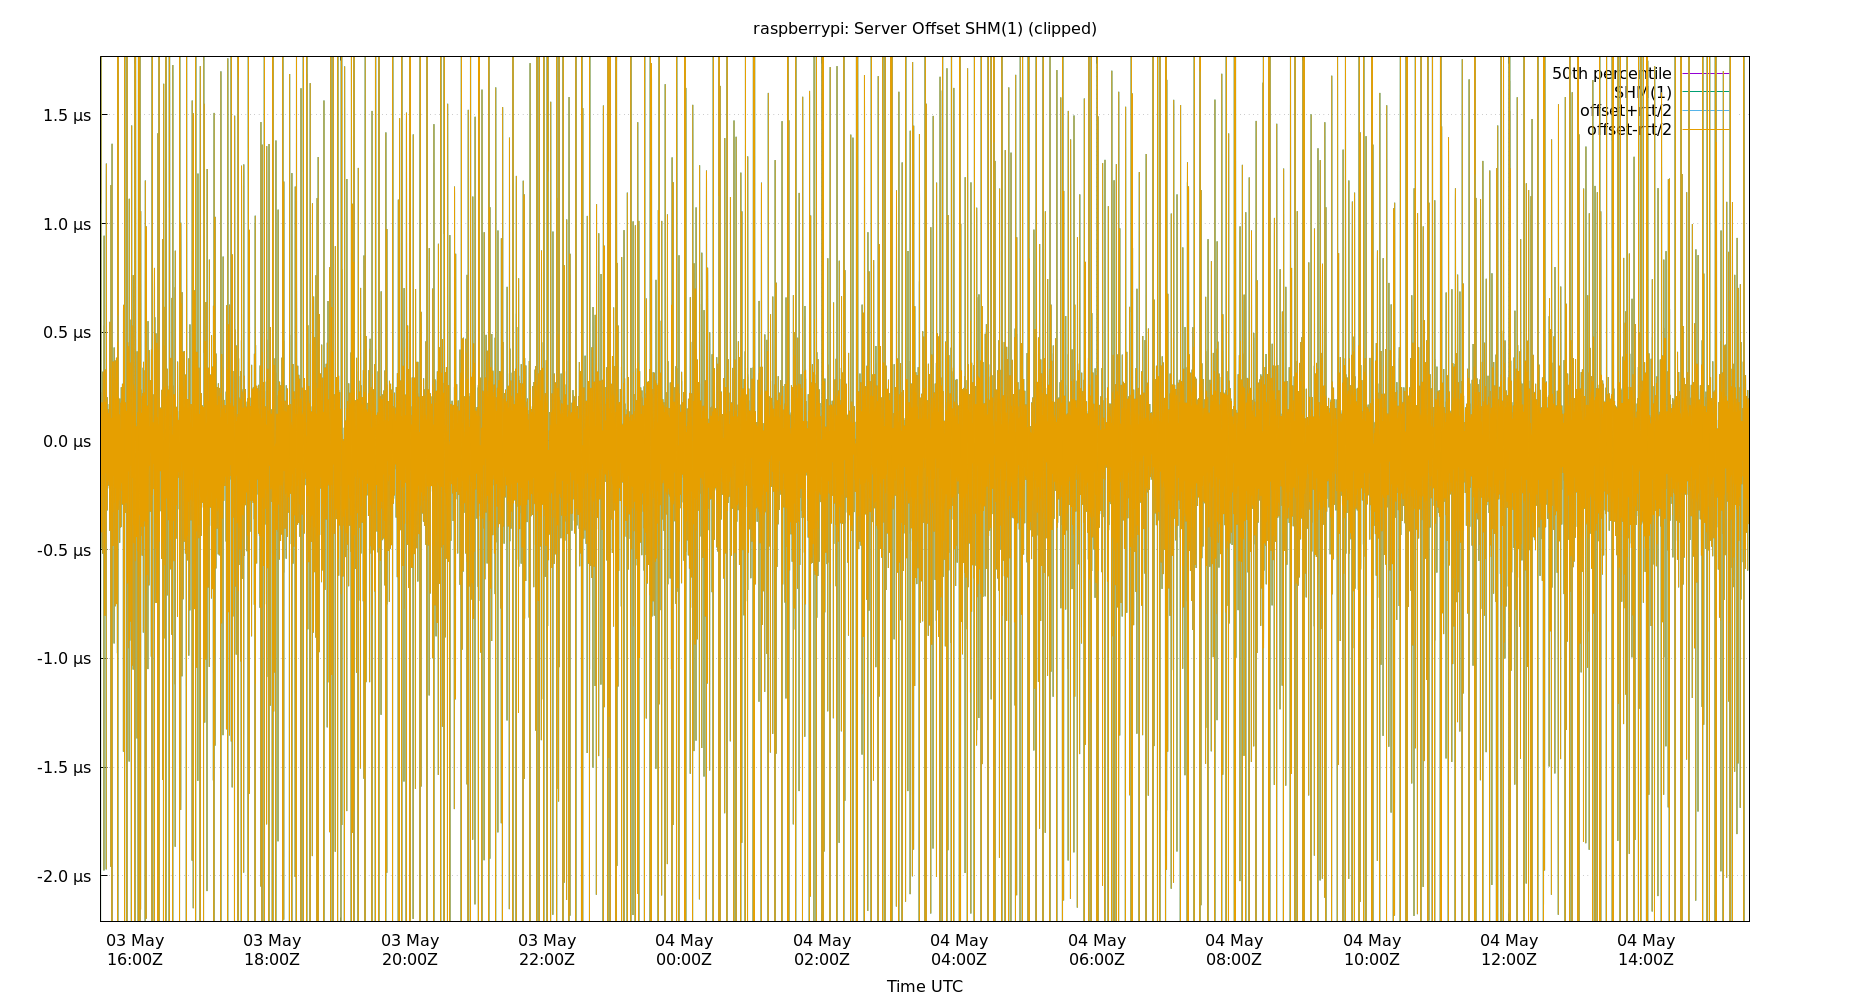 raspberrypi: Server Offset SHM(1) (clipped)
50th percentile
SHM(1)
offset+rtt/2
offset-rtt/2
1.5 μs
1.0 μs
0.5 μs
0.0 μs
-0.5 μs
-1.0 μs
-1.5 μs
-2.0 μs
03 May 03 May 03 May 03 May 04 May 04 May 04 May 04 May 04 May 04 May 04 May 04 May
16:00Z 18:00Z 20:00Z 22:00Z 00:00Z 02:00Z 04:00Z 06:00Z 08:00Z 10:00Z 12:00Z 14:00Z
Time UTC